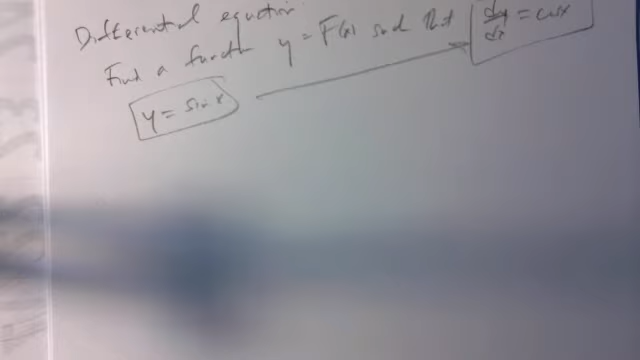 Differential equation
Find a function y = F(x) such that dy/dx = cos x
y = sin x